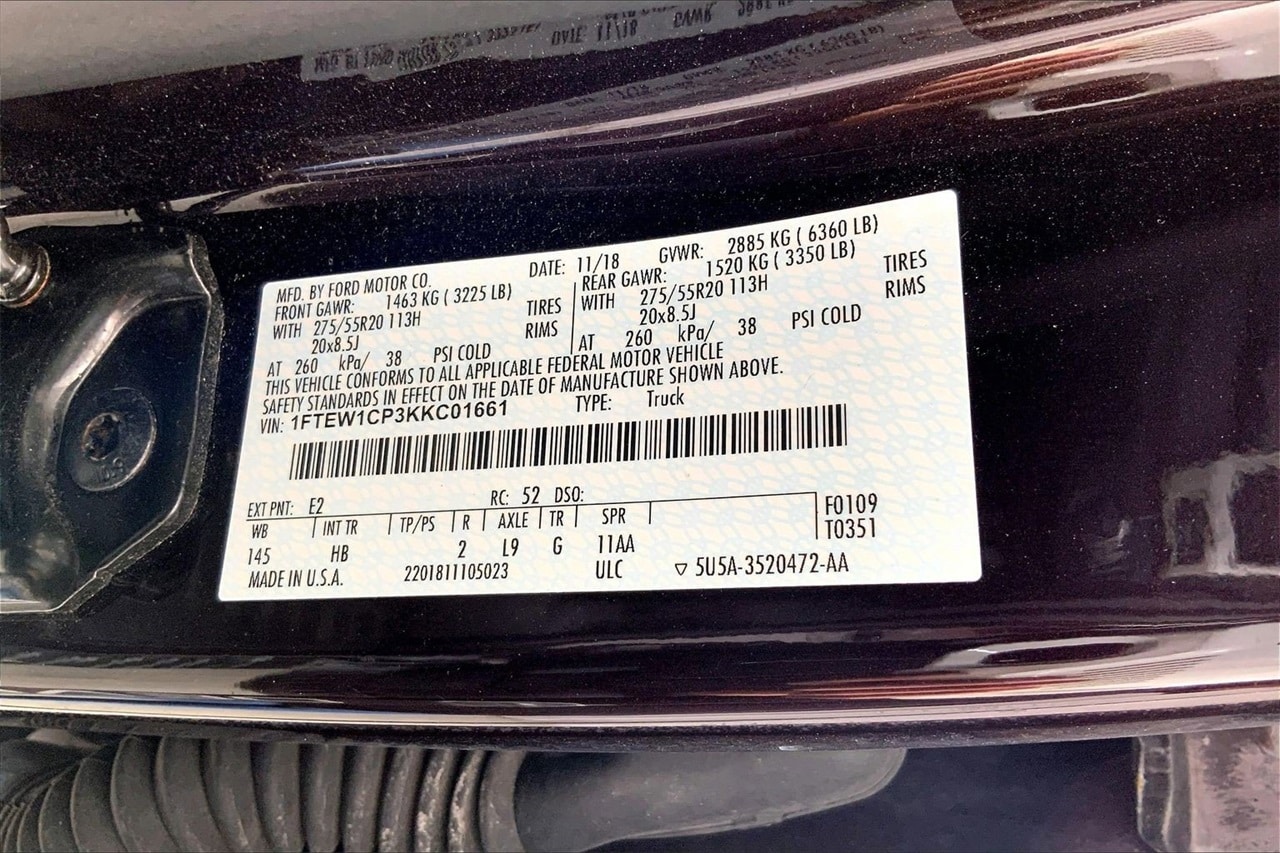 MFD. BY FORD MOTOR CO. DATE: 11/18 GVWR: 2885 KG ( 6360 LB)
FRONT GAWR: 1463 KG ( 3225 LB) REAR GAWR: 1520 KG ( 3350 LB)
WITH 275/55R20 113H TIRES WITH 275/55R20 113H TIRES
20x8.5J RIMS 20x8.5J RIMS
AT 260 kPa/ 38 PSI COLD AT 260 kPa/ 38 PSI COLD
THIS VEHICLE CONFORMS TO ALL APPLICABLE FEDERAL MOTOR VEHICLE
SAFETY STANDARDS IN EFFECT ON THE DATE OF MANUFACTURE SHOWN ABOVE.
VIN: 1FTEW1CP3KKC01661 TYPE: Truck
EXT PNT: E2 RC: 52 DSO:
WB INT TR TP/PS R AXLE TR SPR F0109
145 HB 2 L9 G 11AA T0351
MADE IN U.S.A. 2201811105023 ULC ▽ 5U5A-3520472-AA